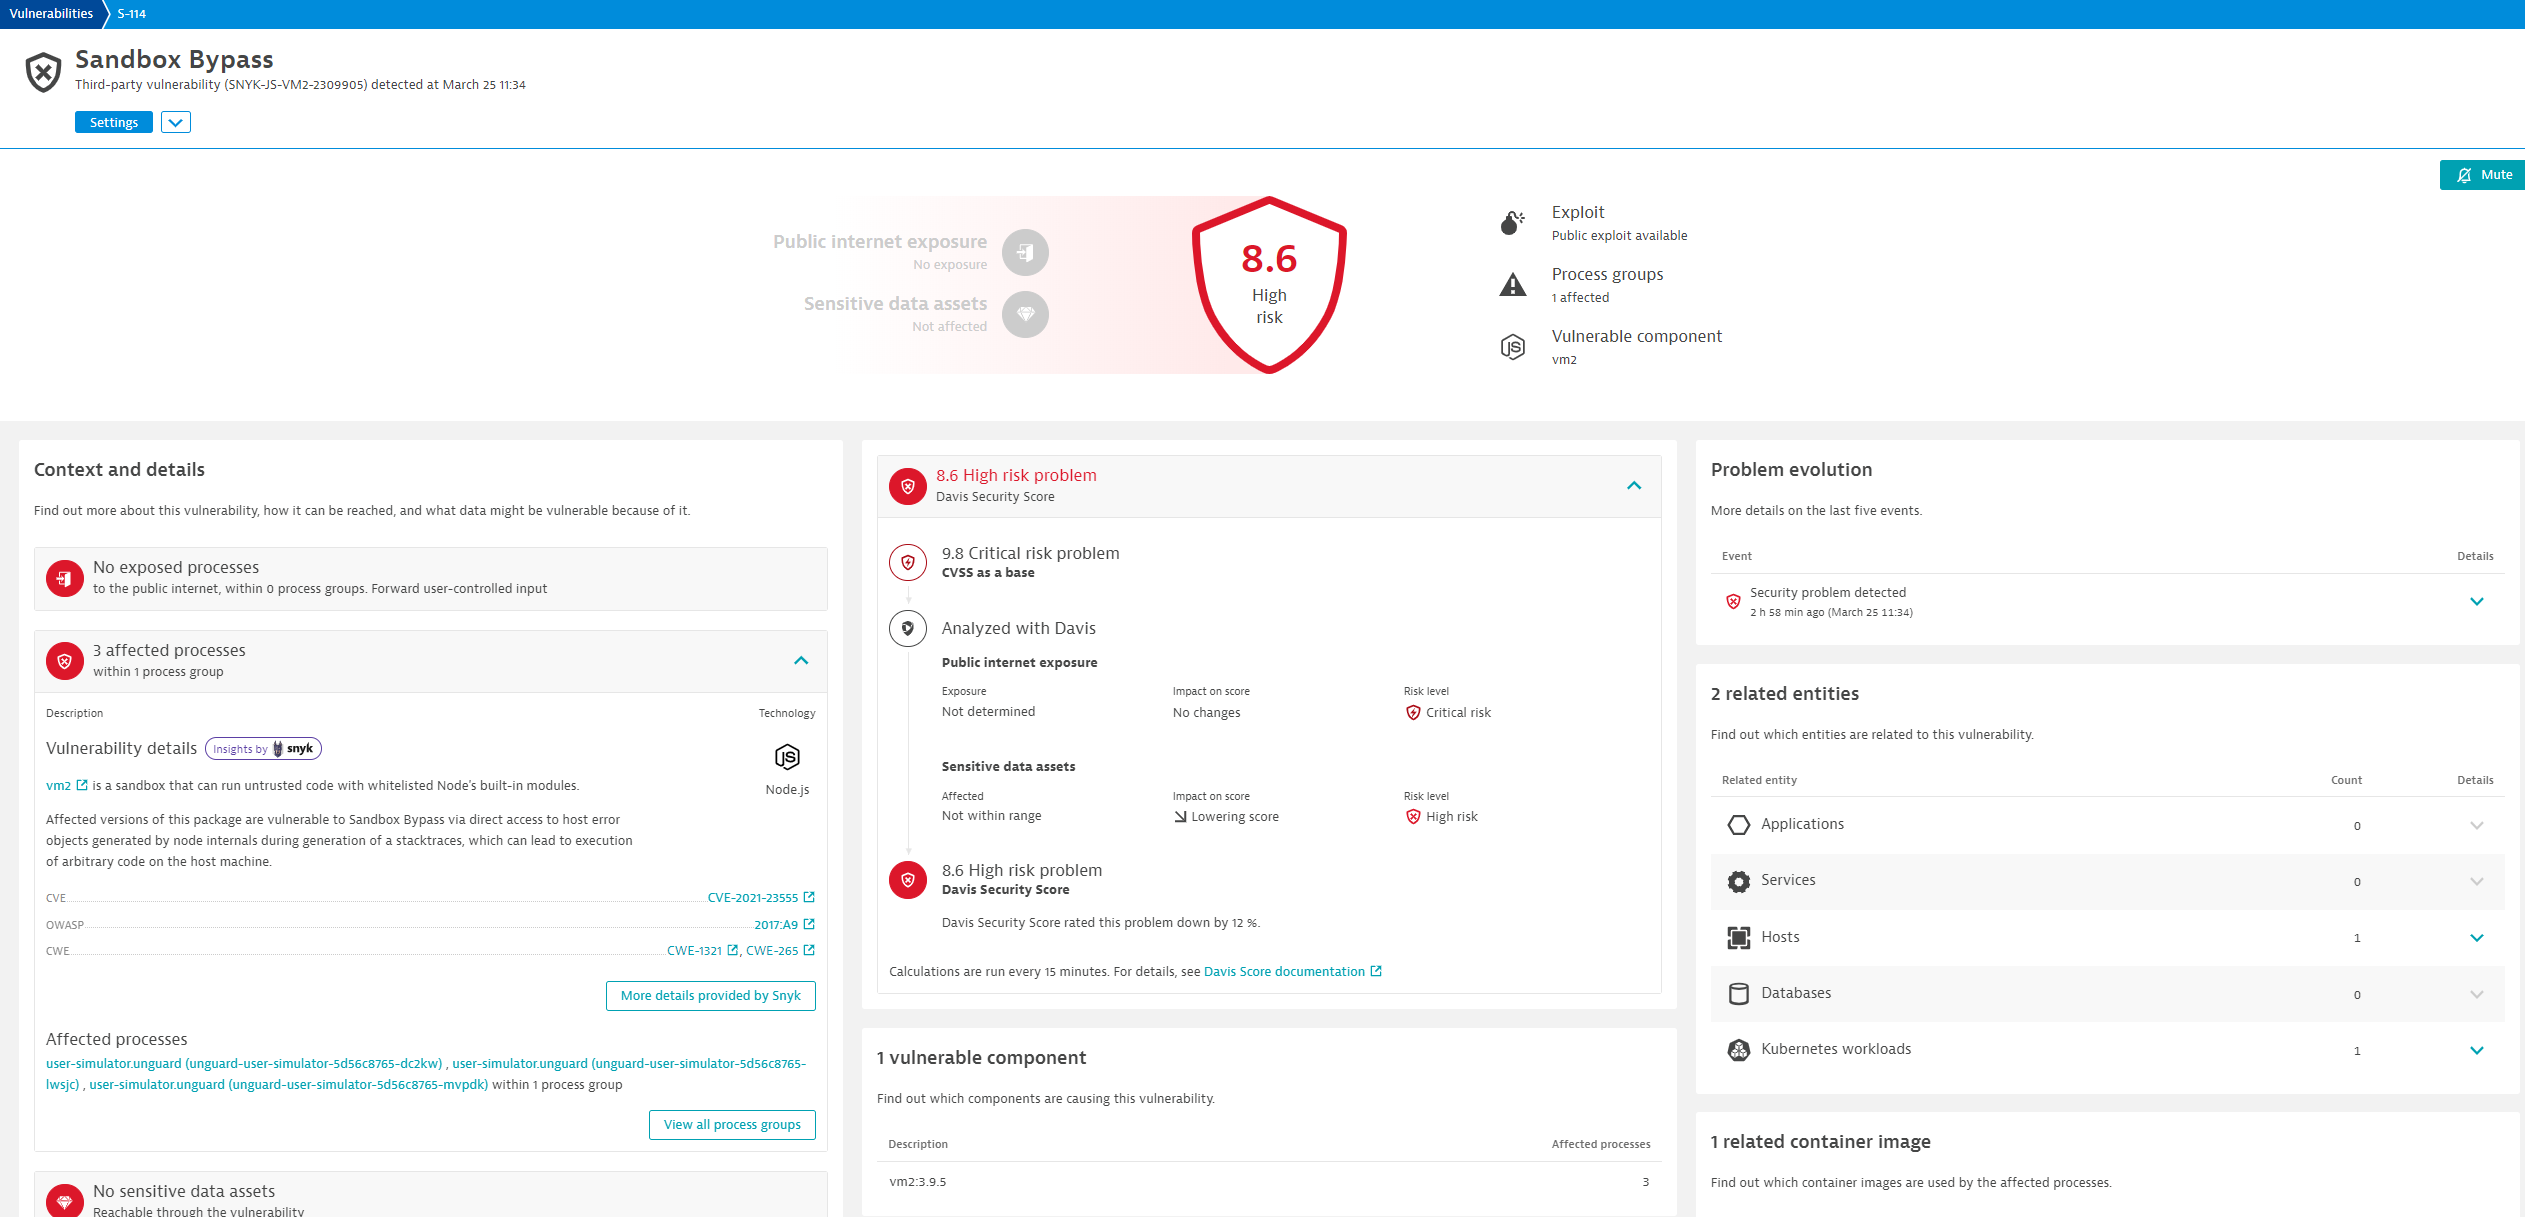 Vulnerabilities
S-114
Sandbox Bypass
Third-party vulnerability (SNYK-JS-VM2-2309905) detected at March 25 11:34
Settings
Mute
Public internet exposure
No exposure
Sensitive data assets
Not affected
8.6
High
risk
Exploit
Public exploit available
Process groups
1 affected
Vulnerable component
vm2
Context and details
Find out more about this vulnerability, how it can be reached, and what data might be vulnerable because of it.
No exposed processes
to the public internet, within 0 process groups. Forward user-controlled input
3 affected processes
within 1 process group
Description
Technology
Vulnerability details
Insights by snyk
JS
Node.js
vm2 is a sandbox that can run untrusted code with whitelisted Node's built-in modules.
Affected versions of this package are vulnerable to Sandbox Bypass via direct access to host error
objects generated by node internals during generation of a stacktraces, which can lead to execution
of arbitrary code on the host machine.
CVE
CVE-2021-23555
OWASP
2017:A9
CWE
CWE-1321 , CWE-265
More details provided by Snyk
Affected processes
user-simulator.unguard (unguard-user-simulator-5d56c8765-dc2kw) , user-simulator.unguard (unguard-user-simulator-5d56c8765-
lwsjc) , user-simulator.unguard (unguard-user-simulator-5d56c8765-mvpdk) within 1 process group
View all process groups
No sensitive data assets
Reachable through the vulnerability
8.6 High risk problem
Davis Security Score
9.8 Critical risk problem
CVSS as a base
Analyzed with Davis
Public internet exposure
Exposure
Impact on score
Risk level
Not determined
No changes
Critical risk
Sensitive data assets
Affected
Impact on score
Risk level
Not within range
Lowering score
High risk
8.6 High risk problem
Davis Security Score
Davis Security Score rated this problem down by 12 %.
Calculations are run every 15 minutes. For details, see Davis Score documentation
1 vulnerable component
Find out which components are causing this vulnerability.
Description
Affected processes
vm2:3.9.5
3
Problem evolution
More details on the last five events.
Event
Details
Security problem detected
2 h 58 min ago (March 25 11:34)
2 related entities
Find out which entities are related to this vulnerability.
Related entity
Count
Details
Applications
0
Services
0
Hosts
1
Databases
0
Kubernetes workloads
1
1 related container image
Find out which container images are used by the affected processes.